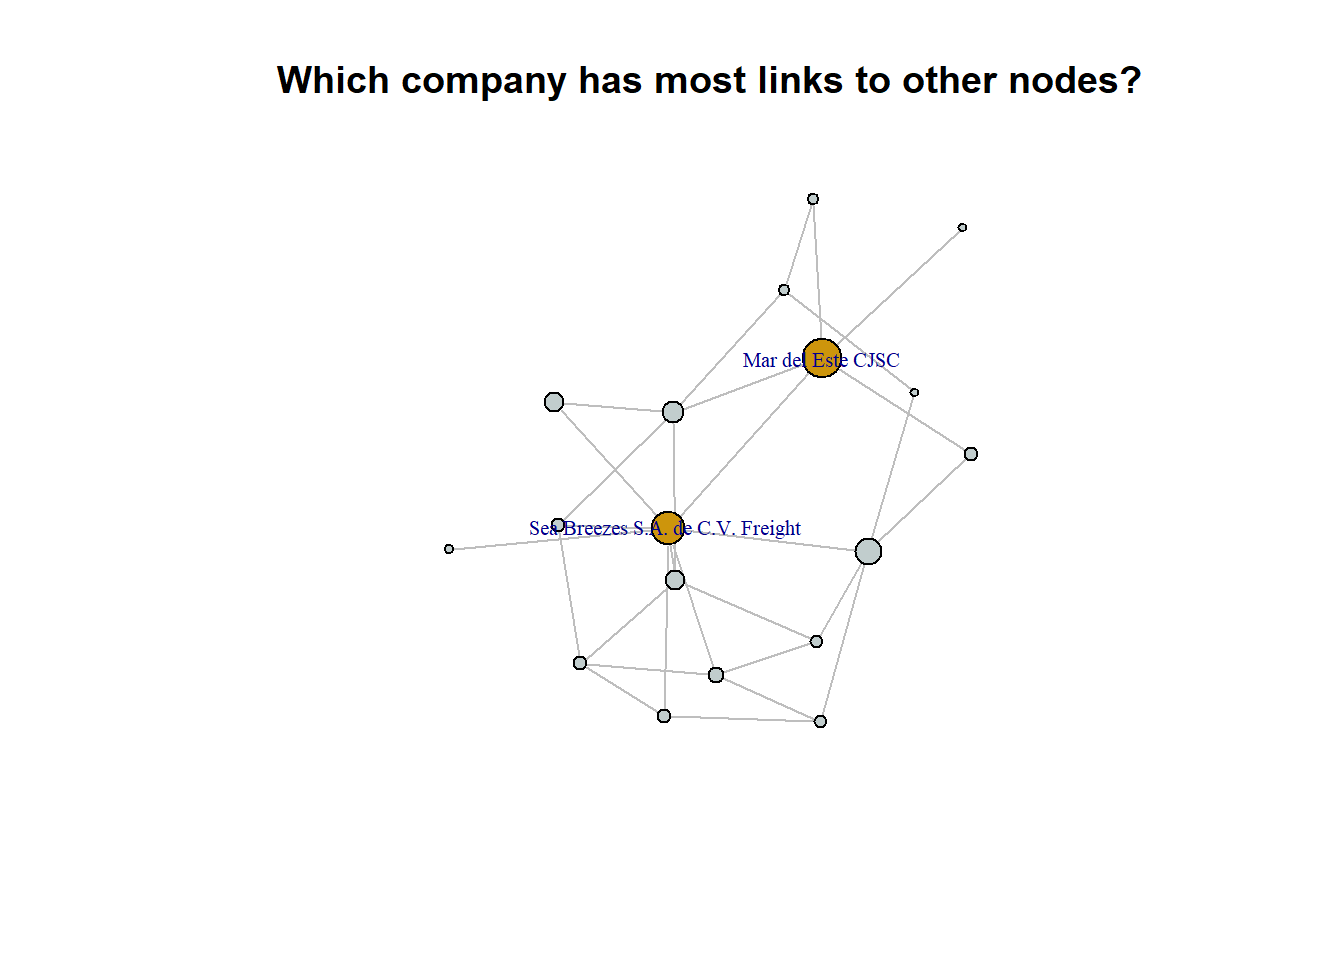 Which company has most links to other nodes?
Mar del Este CJSC
Sea Breezes S.A. de C.V. Freight